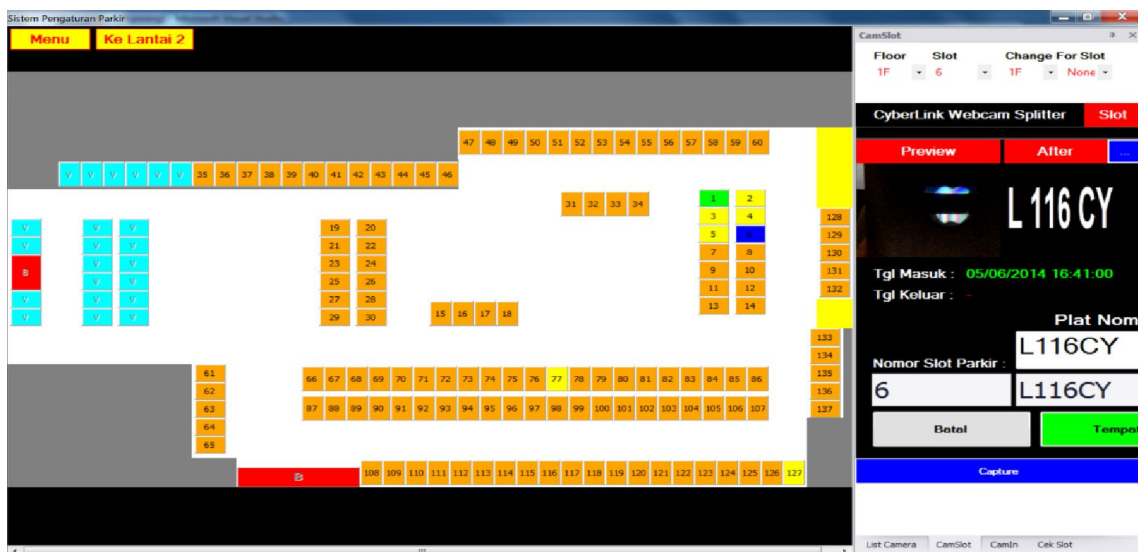 Sistem Pengaturan Parkir
Menu Ke Lantai 2
47 48 49 50 51 52 53 54 55 56 57 58 59 60
V V V V V V 35 36 37 38 39 40 41 42 43 44 45 46
31 32 33 34
1 2
3 4
5
7 8
9 10
11 12
13 14
128
129
130
131
132
V V V
V V V
B V V
V V
V V V
V V V
19 20
21 22
23 24
25 26
27 28
29 30
15 16 17 18
133
134
135
136
137
61
62
63
64
65
66 67 68 69 70 71 72 73 74 75 76 77 78 79 80 81 82 83 84 85 86
87 88 89 90 91 92 93 94 95 96 97 98 99 100 101 102 103 104 105 106 107
B 108 109 110 111 112 113 114 115 116 117 118 119 120 121 122 123 124 125 126 127
CamSlot
Floor Slot Change For Slot
1F 6 1F None
CyberLink Webcam Splitter Slot
Preview After ...
L 116 CY
Tgl Masuk : 05/06/2014 16:41:00
Tgl Keluar : -
Plat Nom
L116CY
Nomor Slot Parkir :
6 L116CY
Batal Tempat
Capture
List Camera CamSlot CamIn Cek Slot